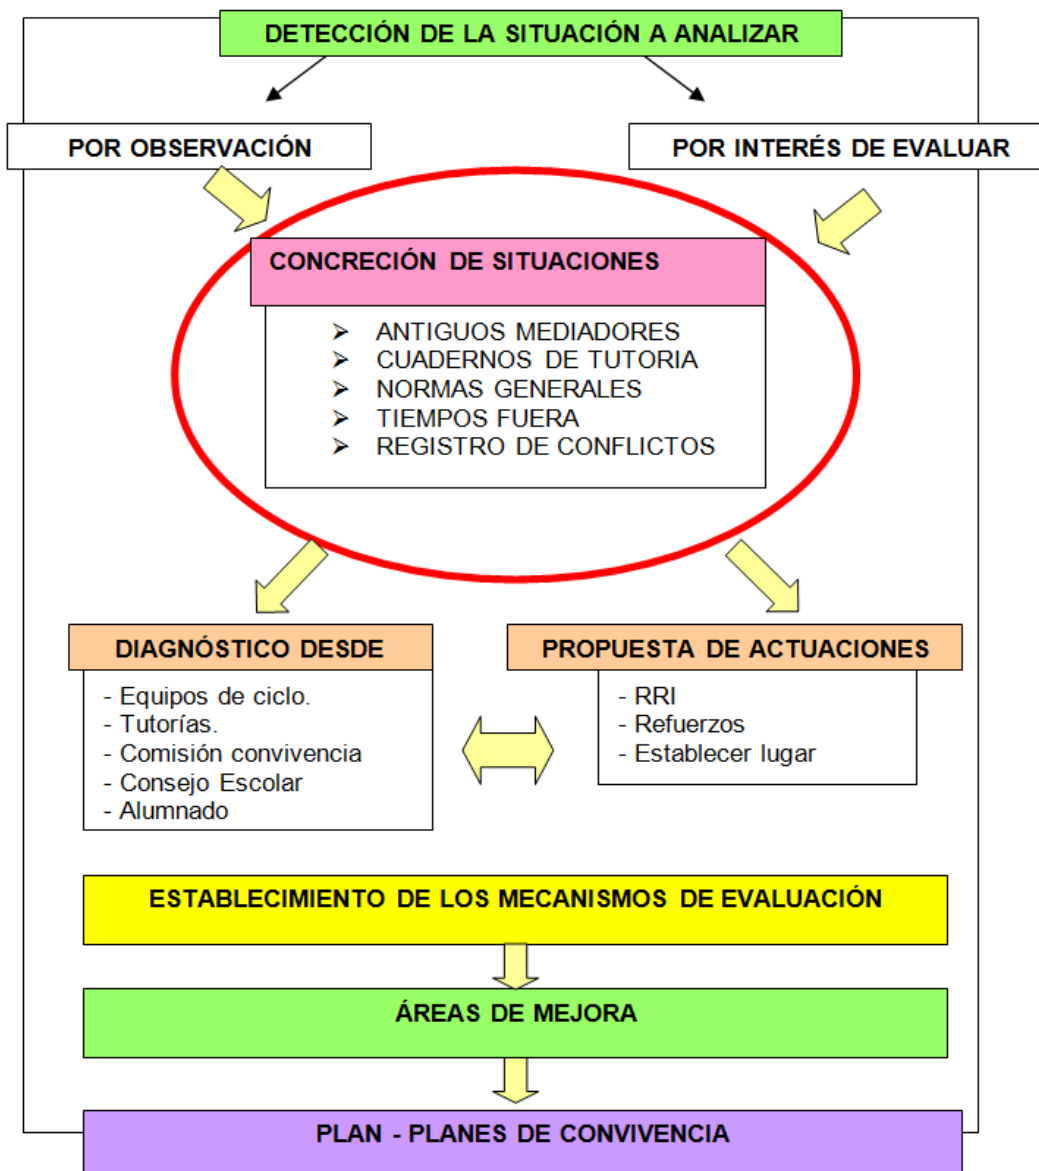 DETECCIÓN DE LA SITUACIÓN A ANALIZAR
POR OBSERVACIÓN
POR INTERÉS DE EVALUAR
CONCRECIÓN DE SITUACIONES
➢ ANTIGUOS MEDIADORES
➢ CUADERNOS DE TUTORIA
➢ NORMAS GENERALES
➢ TIEMPOS FUERA
➢ REGISTRO DE CONFLICTOS
DIAGNÓSTICO DESDE
- Equipos de ciclo.
- Tutorías.
- Comisión convivencia
- Consejo Escolar
- Alumnado
PROPUESTA DE ACTUACIONES
- RRI
- Refuerzos
- Establecer lugar
ESTABLECIMIENTO DE LOS MECANISMOS DE EVALUACIÓN
ÁREAS DE MEJORA
PLAN - PLANES DE CONVIVENCIA